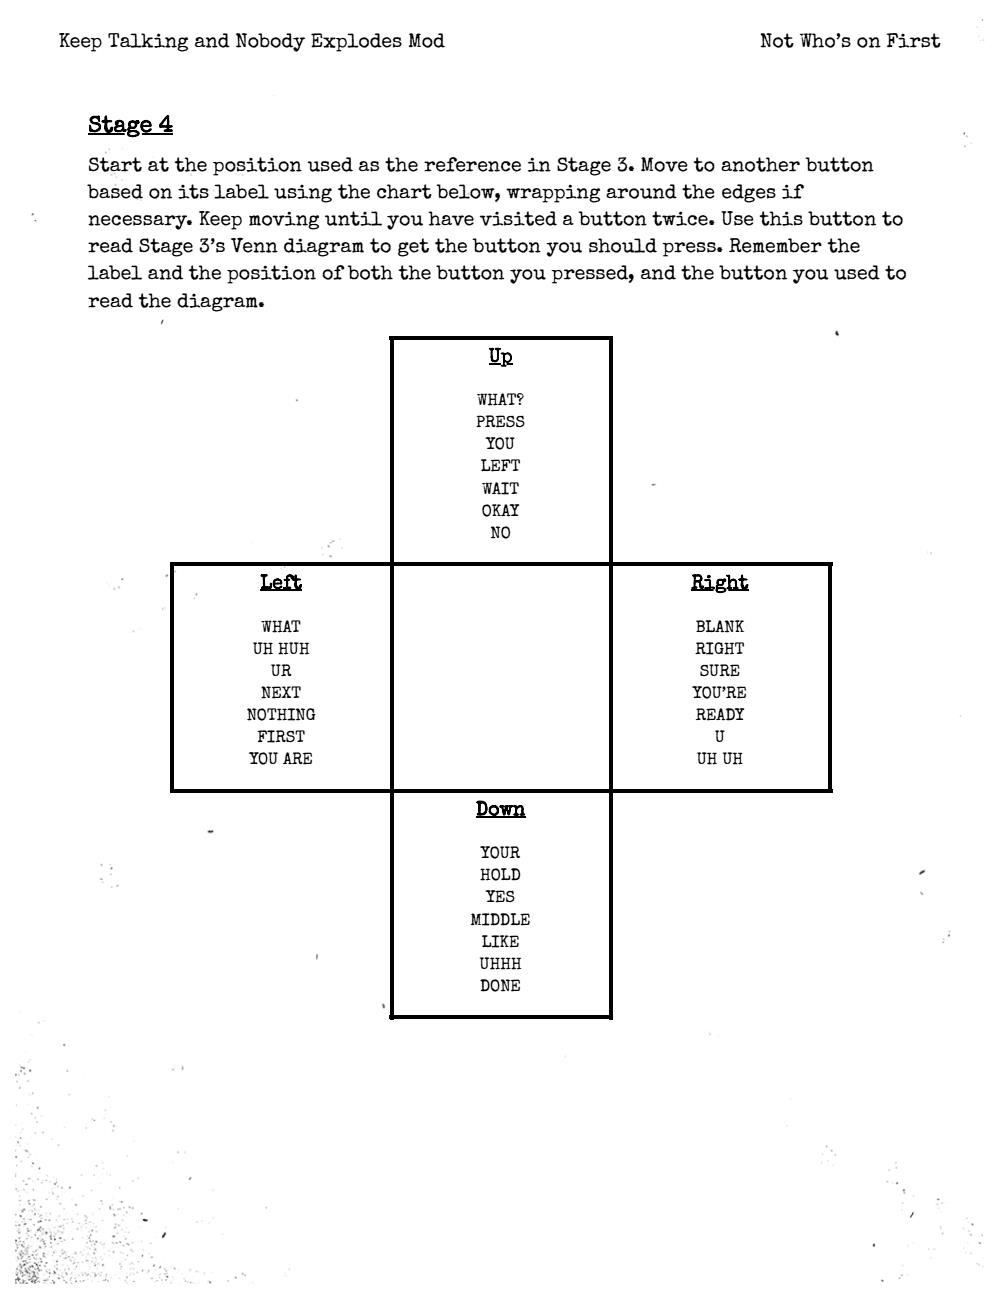 Keep Talking and Nobody Explodes Mod
Not Who's on First
Stage 4
Start at the position used as the reference in Stage 3. Move to another button
based on its label using the chart below, wrapping around the edges if
necessary. Keep moving until you have visited a button twice. Use this button to
read Stage 3's Venn diagram to get the button you should press. Remember the
label and the position of both the button you pressed, and the button you used to
read the diagram.
Up
WHAT?
PRESS
YOU
LEFT
WAIT
OKAY
NO
Left
WHAT
UH HUH
UR
NEXT
NOTHING
FIRST
YOU ARE
Right
BLANK
RIGHT
SURE
YOU'RE
READY
U
UH UH
Down
YOUR
HOLD
YES
MIDDLE
LIKE
UHHH
DONE